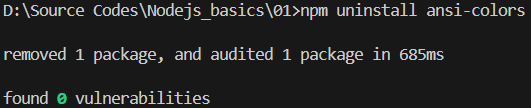 D:\Source Codes\Nodejs_basics\01>npm uninstall ansi-colors
removed 1 package, and audited 1 package in 685ms
found 0 vulnerabilities